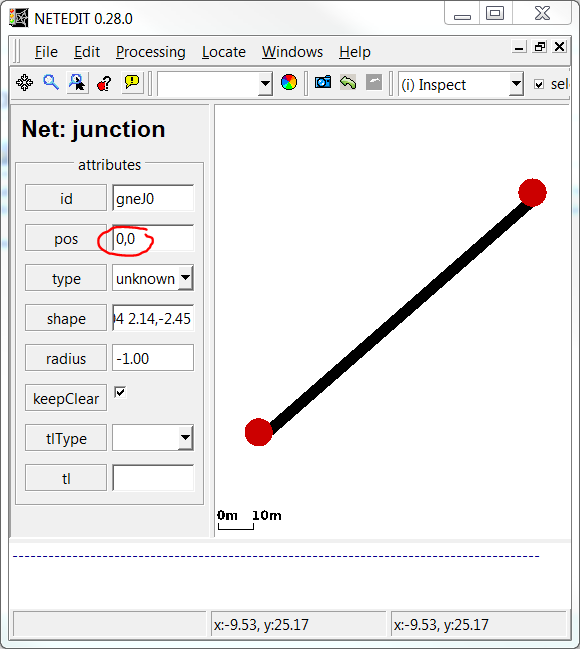 NETEDIT 0.28.0
File Edit Processing Locate Windows Help
(i) Inspect sel
Net: junction
attributes
id gneJ0
pos 0,0
type unknown
shape 04 2.14,-2.45
radius -1.00
keepClear
tlType
tl
0m 10m
x:-9.53, y:25.17 x:-9.53, y:25.17